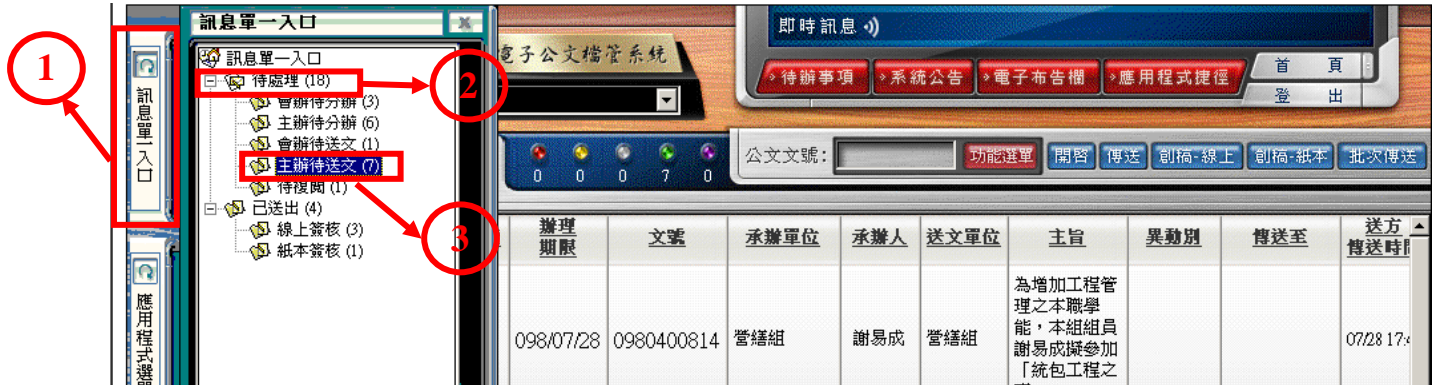 1
訊息單一入口
應用程式選單
訊息單一入口
訊息單一入口
待處理 (18)
2
會辦待分辦 (3)
主辦待分辦 (6)
會辦待送文 (1)
主辦待送文 (7)
待複閱 (1)
3
已送出 (4)
線上簽核 (3)
紙本簽核 (1)
電子公文檔管系統
即時訊息
待辦事項
系統公告
電子布告欄
應用程式捷徑
首 頁
登 出
0 0 0 7 0
公文文號:
功能選單
開啓
傳送
創稿-線上
創稿-紙本
批次傳送
辦理期限
文號
承辦單位
承辦人
送文單位
主旨
異動別
傳送至
送方
傳送時間
098/07/28
0980400814
營繕組
謝易成
營繕組
為增加工程管
理之本職學
能，本組組員
謝易成擬參加
「統包工程之
07/28 17:4